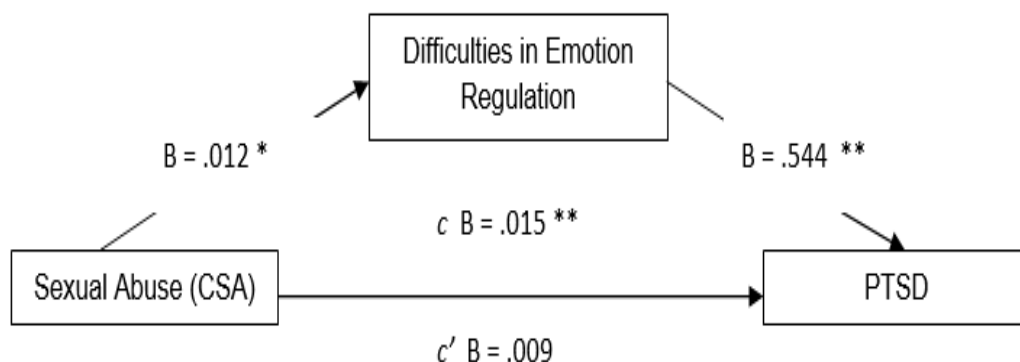 Difficulties in Emotion
Regulation
B = .012 *
B = .544 **
c B = .015 **
Sexual Abuse (CSA)
PTSD
c′ B = .009